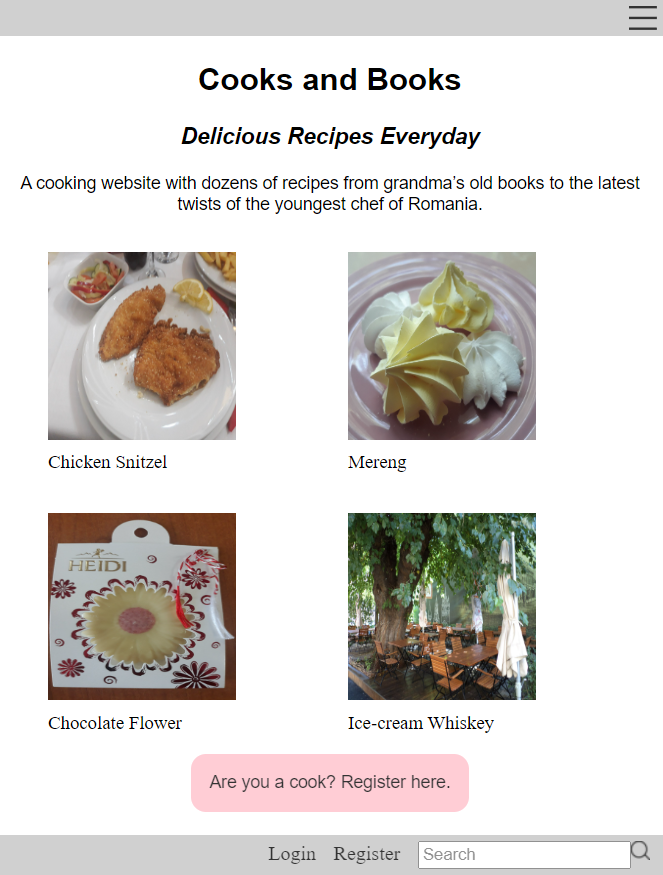 Cooks and Books
Delicious Recipes Everyday
A cooking website with dozens of recipes from grandma's old books to the latest
twists of the youngest chef of Romania.
Chicken Snitzel
Mereng
HEIDI
Chocolate Flower
Ice-cream Whiskey
Are you a cook? Register here.
Login Register Search